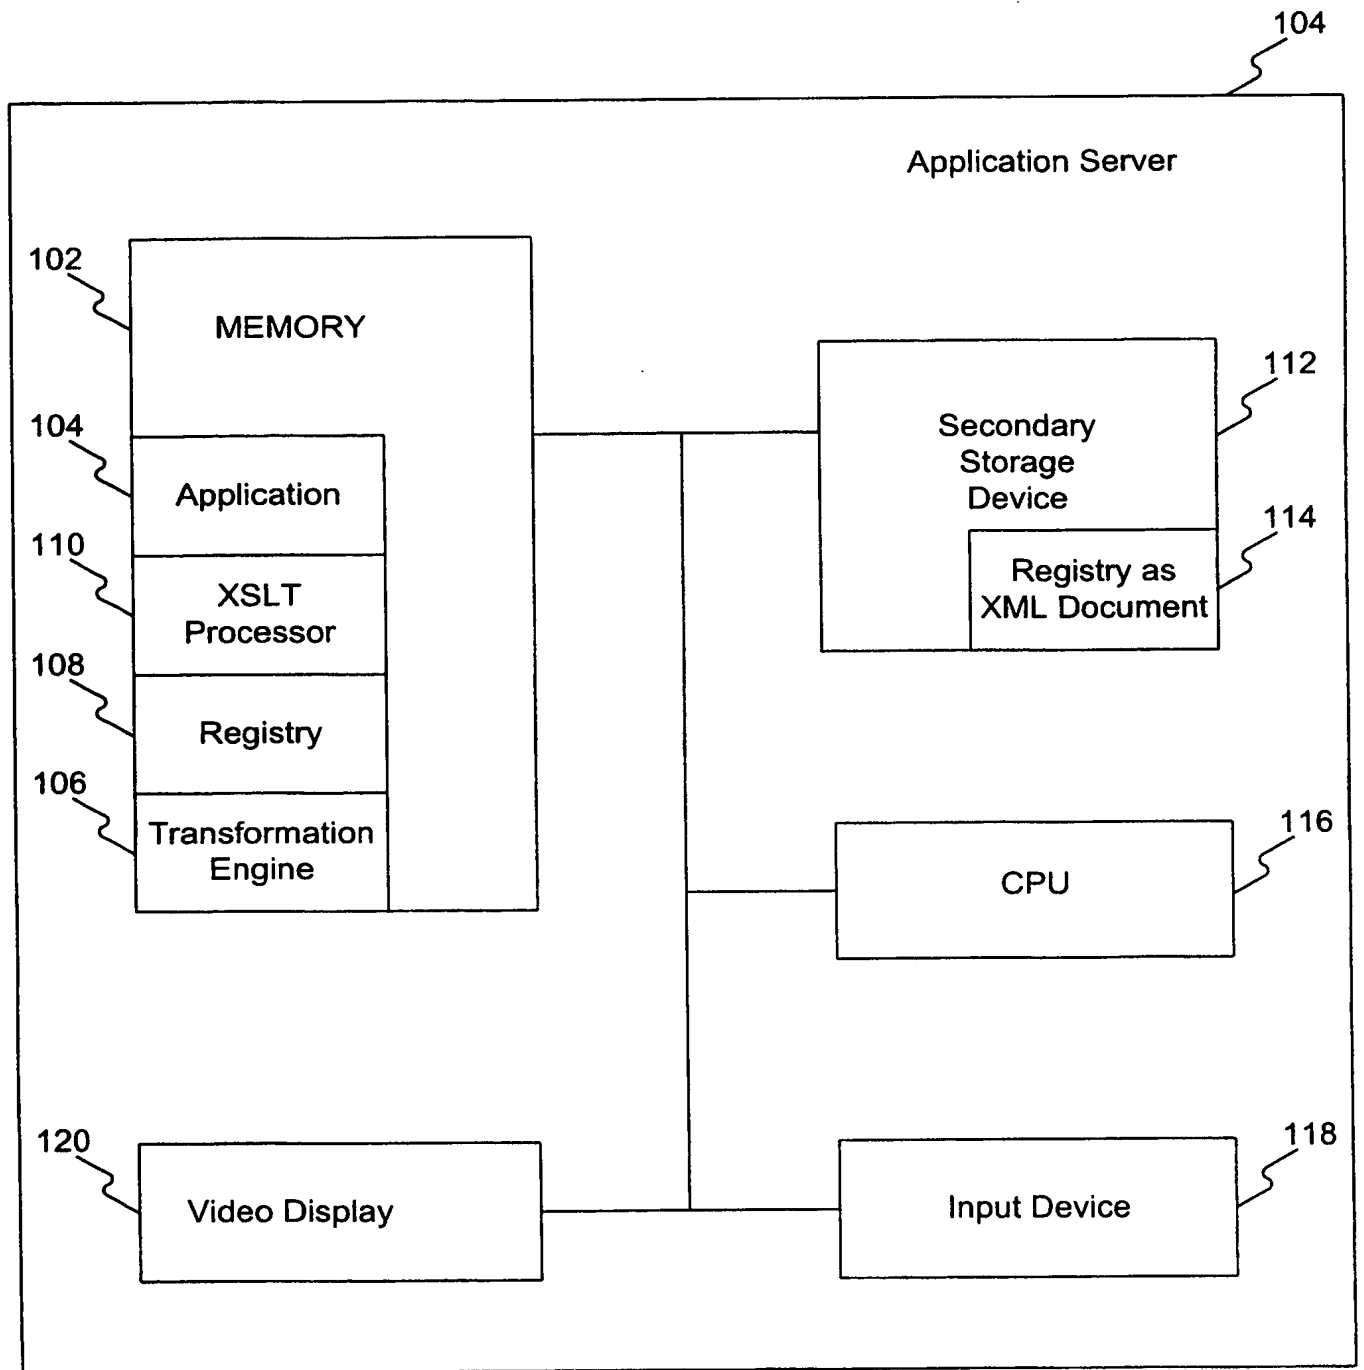 104
Application Server
102
MEMORY
112
Secondary
Storage
Device
104
Application
114
Registry as
XML Document
110
XSLT
Processor
108
Registry
106
Transformation
Engine
116
CPU
120
Video Display
118
Input Device